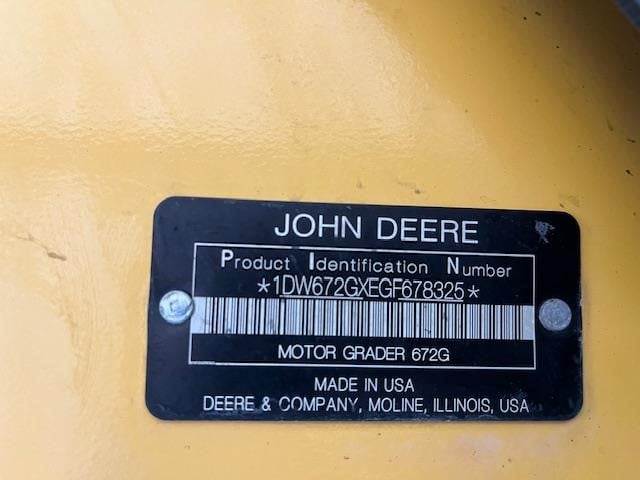 JOHN DEERE
Product Identification Number
*1DW672GXEGF678325*
MOTOR GRADER 672G
MADE IN USA
DEERE & COMPANY, MOLINE, ILLINOIS, USA